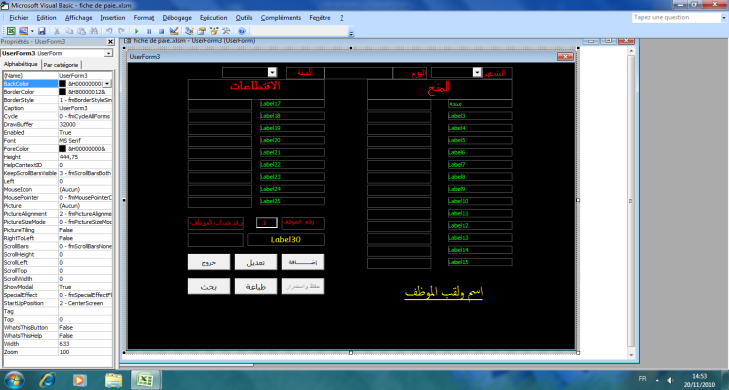 Microsoft Visual Basic - fiche de paie.xlsm
Fichier Edition Affichage Insertion Format Débogage Exécution Outils Compléments Fenêtre ?
Tapez une question
Propriétés - UserForm3
fiche de paie.xlsm - UserForm3 (UserForm)
UserForm3 UserForm
Alphabétique Par catégorie
(Name) UserForm3
BackColor &H00000000&
BorderColor &H80000012&
BorderStyle 1 - fmBorderStyleSin
Caption UserForm3
Cycle 0 - fmCycleAllForms
DrawBuffer 32000
Enabled True
Font MS Serif
ForeColor &H00000000&
Height 444,75
HelpContextID 0
KeepScrollBarsVisible 3 - fmScrollBarsBoth
Left 0
MouseIcon (Aucun)
MousePointer 0 - fmMousePointerD
Picture (Aucun)
PictureAlignment 2 - fmPictureAlignme
PictureSizeMode 0 - fmPictureSizeMod
PictureTiling False
RightToLeft False
ScrollBars 0 - fmScrollBarsNone
ScrollHeight 0
ScrollLeft 0
ScrollTop 0
ScrollWidth 0
ShowModal True
SpecialEffect 0 - fmSpecialEffectFl
StartUpPosition 2 - CenterScreen
Tag
Top 0
WhatsThisButton False
WhatsThisHelp False
Width 633
Zoom 100
UserForm3
الشهر
اليوم
السنة
المنح
الاقتطاعات
منحة
Label3
Label4
Label5
Label6
Label7
Label8
Label9
Label10
Label11
Label12
Label13
Label14
Label15
Label17
Label18
Label19
Label20
Label21
Label22
Label23
Label24
Label25
رقم الموظف
1
Label30
إضـــافة
تعديل
خروج
حفظ و استمرار
طباعة
بحث
اسم ولقب الموظف
FR
14:53
20/11/2010